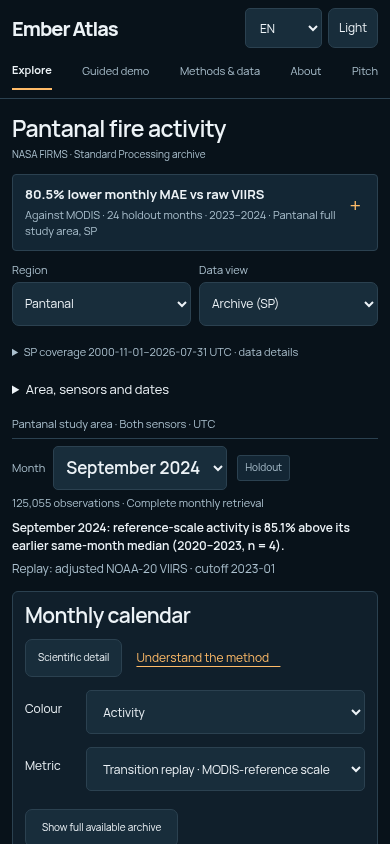 Ember Atlas
EN
Light
Explore
Guided demo
Methods & data
About
Pitch
Pantanal fire activity
NASA FIRMS · Standard Processing archive
80.5% lower monthly MAE vs raw VIIRS
Against MODIS · 24 holdout months · 2023–2024 · Pantanal full
study area, SP
+
Region
Data view
Pantanal
Archive (SP)
▶ SP coverage 2000-11-01–2026-07-31 UTC · data details
▶ Area, sensors and dates
Pantanal study area · Both sensors · UTC
Month
September 2024
Holdout
125,055 observations · Complete monthly retrieval
September 2024: reference-scale activity is 85.1% above its
earlier same-month median (2020–2023, n = 4).
Replay: adjusted NOAA-20 VIIRS · cutoff 2023-01
Monthly calendar
Scientific detail
Understand the method
Colour
Activity
Metric
Transition replay · MODIS-reference scale
Show full available archive